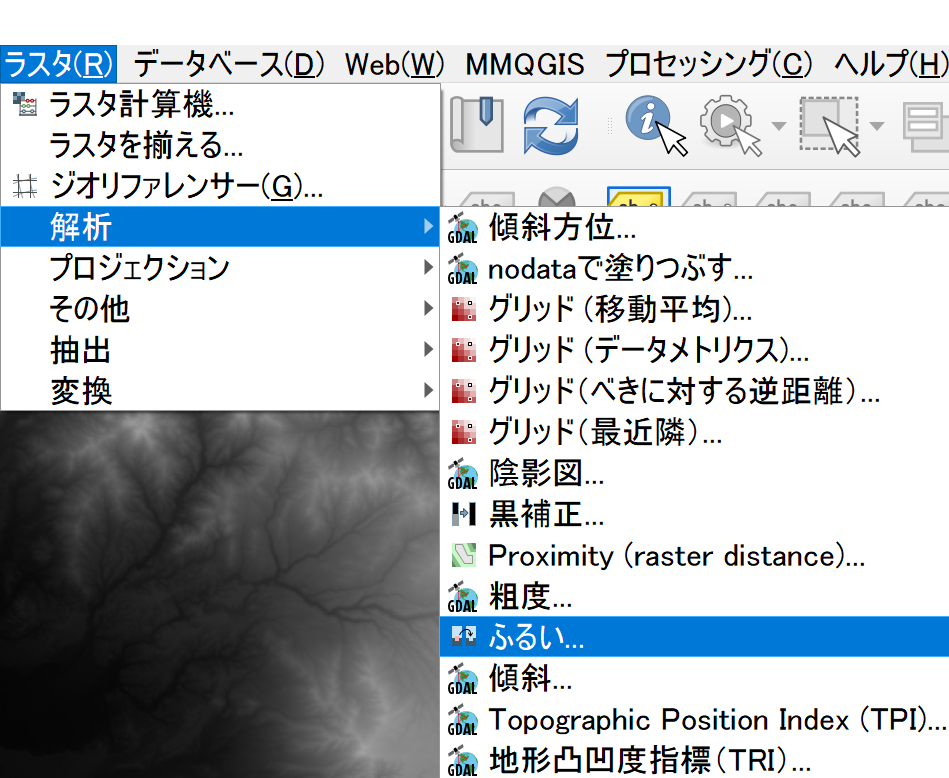 ラスタ(R) データベース(D) Web(W) MMQGIS プロセッシング(C) ヘルプ(H)
ラスタ計算機...
ラスタを揃える...
ジオリファレンサー(G)...
解析
プロジェクション
その他
抽出
変換
GDAL 傾斜方位...
GDAL nodataで塗りつぶす...
グリッド (移動平均)...
グリッド (データメトリクス)...
グリッド(べきに対する逆距離)...
グリッド(最近隣)...
GDAL 陰影図...
黒補正...
Proximity (raster distance)...
GDAL 粗度...
ふるい...
GDAL 傾斜...
GDAL Topographic Position Index (TPI)...
GDAL 地形凸凹度指標(TRI)...